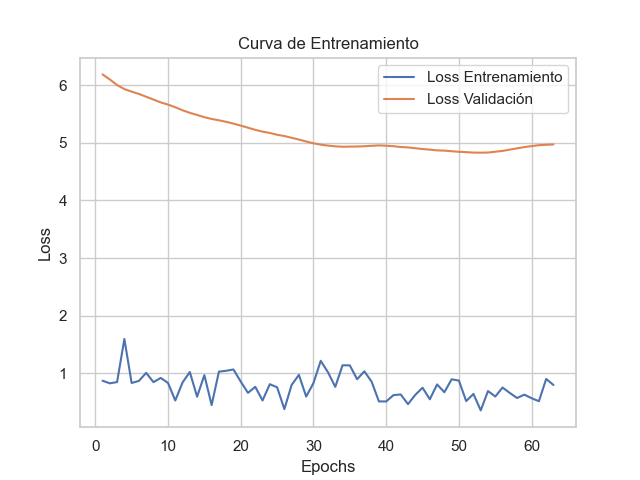 Curva de Entrenamiento
Loss Entrenamiento
Loss Validación
Loss
6
5
4
3
2
1
0 10 20 30 40 50 60
Epochs